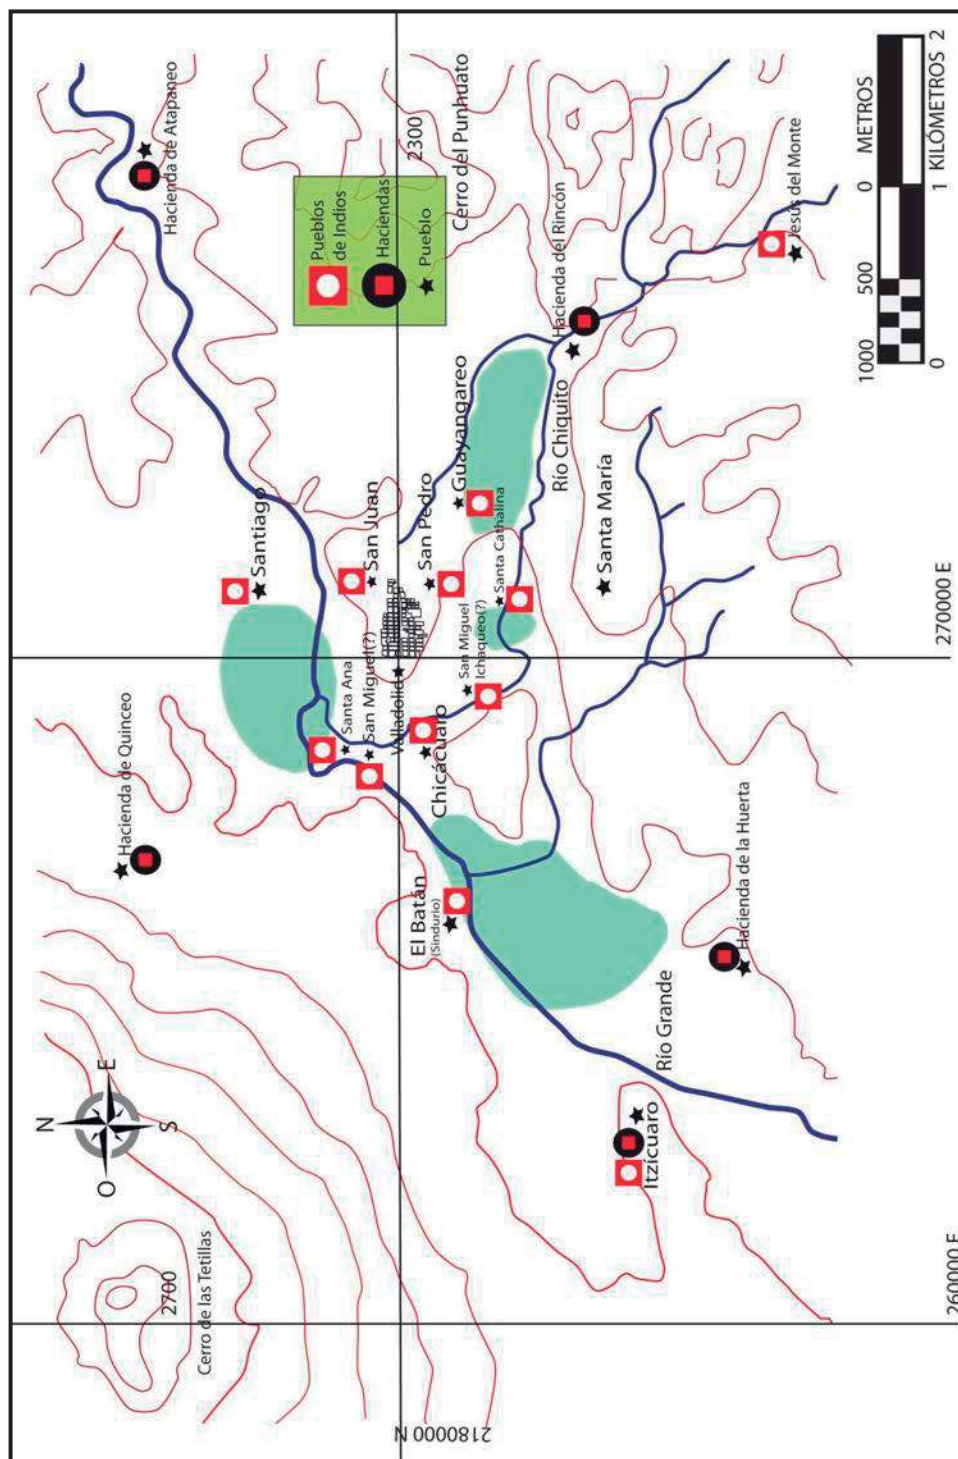 N
E
S
O
Cerro de las Tetillas
2700
Hacienda de Quinceo
Hacienda de Atapaneo
Santiago
Pueblos
de Indios
Haciendas
Pueblo
2300
Cerro del Punhuato
Santa Ana
San Miguel(?)
Valladolid
San Juan
San Pedro
Guayangareo
Chicácuaro
San Miguel
Ichaqueo(?)
Santa Cathalina
El Batán
(Sindurio)
Río Chiquito
Hacienda del Rincón
Santa María
Jesús del Monte
Itzícuaro
Río Grande
Hacienda de la Huerta
2180000 N
260000 E
270000 E
1000
500
0
METROS
0
1
KILÓMETROS
2